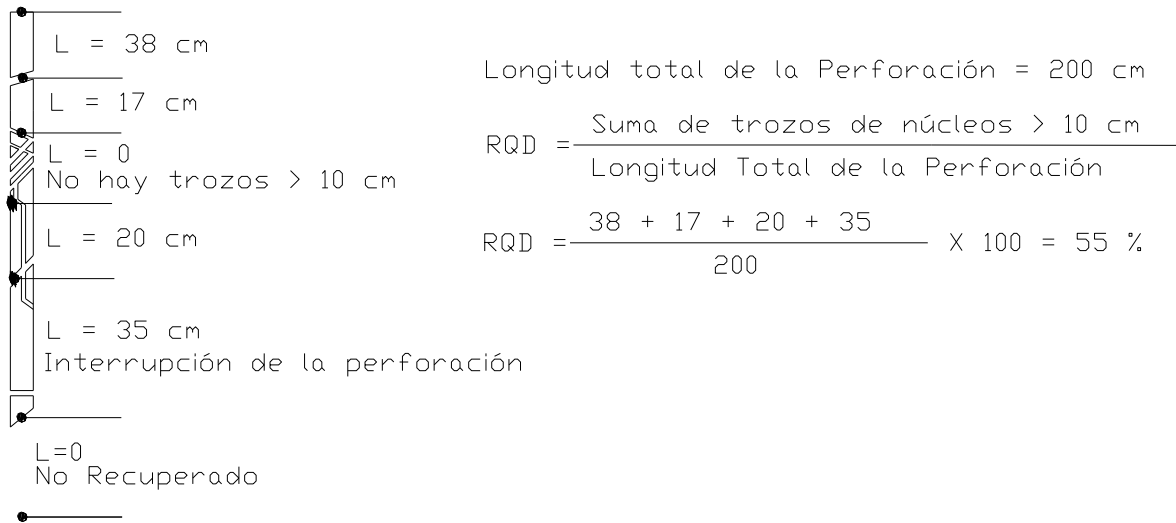 L = 38 cm
L = 17 cm
L = 0
No hay trozos > 10 cm
L = 20 cm
L = 35 cm
Interrupción de la perforación
L=0
No Recuperado
Longitud total de la Perforación = 200 cm
RQD = Suma de trozos de núcleos > 10 cm
Longitud Total de la Perforación
RQD = 38 + 17 + 20 + 35 X 100 = 55 %
200